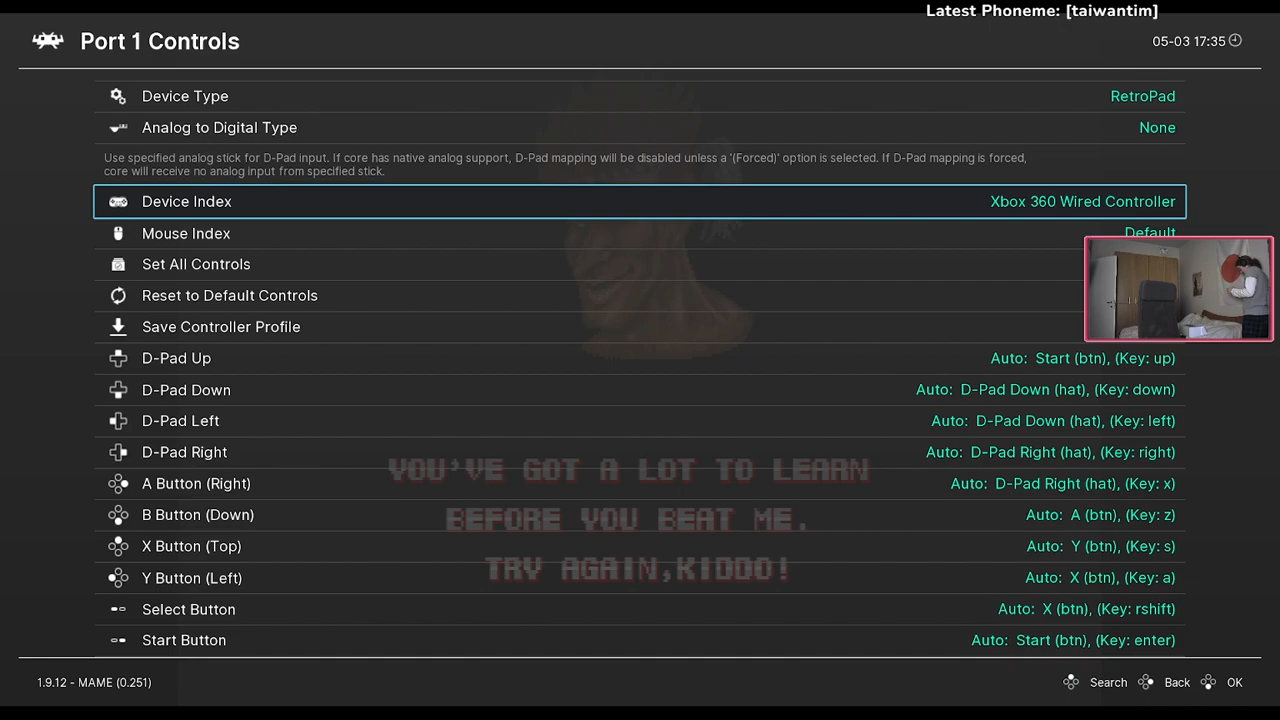 Latest Phoneme: [taiwantim]
Port 1 Controls
05-03 17:35
Device Type RetroPad
Analog to Digital Type None
Use specified analog stick for D-Pad input. If core has native analog support, D-Pad mapping will be disabled unless a '(Forced)' option is selected. If D-Pad mapping is forced,
core will receive no analog input from specified stick.
Device Index Xbox 360 Wired Controller
Mouse Index Default
Set All Controls
Reset to Default Controls
Save Controller Profile
D-Pad Up Auto: Start (btn), (Key: up)
D-Pad Down Auto: D-Pad Down (hat), (Key: down)
D-Pad Left Auto: D-Pad Down (hat), (Key: left)
D-Pad Right Auto: D-Pad Right (hat), (Key: right)
YOU'VE GOT A LOT TO LEARN
A Button (Right) Auto: D-Pad Right (hat), (Key: x)
B Button (Down) Auto: A (btn), (Key: z)
BEFORE YOU BEAT ME.
X Button (Top) Auto: Y (btn), (Key: s)
TRY AGAIN,KIDDO!
Y Button (Left) Auto: X (btn), (Key: a)
Select Button Auto: X (btn), (Key: rshift)
Start Button Auto: Start (btn), (Key: enter)
1.9.12 - MAME (0.251)
Search Back OK